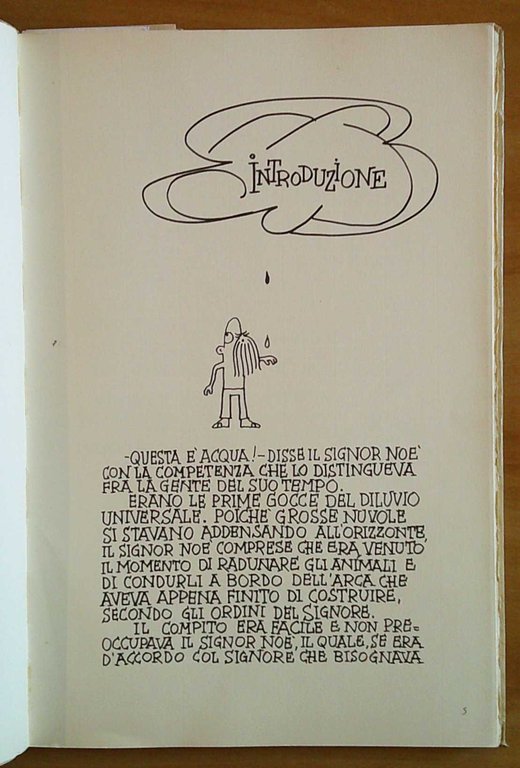 INTRODUZIONE
-QUESTA E' ACQUA!- DISSE IL SIGNOR NOE'
CON LA COMPETENZA CHE LO DISTINGUEVA
FRA LA GENTE DEL SUO TEMPO.
ERANO LE PRIME GOCCE DEL DILUVIO
UNIVERSALE. POICHE' GROSSE NUVOLE
SI STAVANO ADDENSANDO ALL'ORIZZONTE,
IL SIGNOR NOE' COMPRESE CHE ERA VENUTO
IL MOMENTO DI RADUNARE GLI ANIMALI E
DI CONDURLI A BORDO DELL'ARCA CHE
AVEVA APPENA FINITO DI COSTRUIRE,
SECONDO GLI ORDINI DEL SIGNORE.
IL COMPITO ERA FACILE E NON PRE=
OCCUPAVA IL SIGNOR NOE', IL QUALE, SE ERA
D'ACCORDO COL SIGNORE CHE BISOGNAVA
5